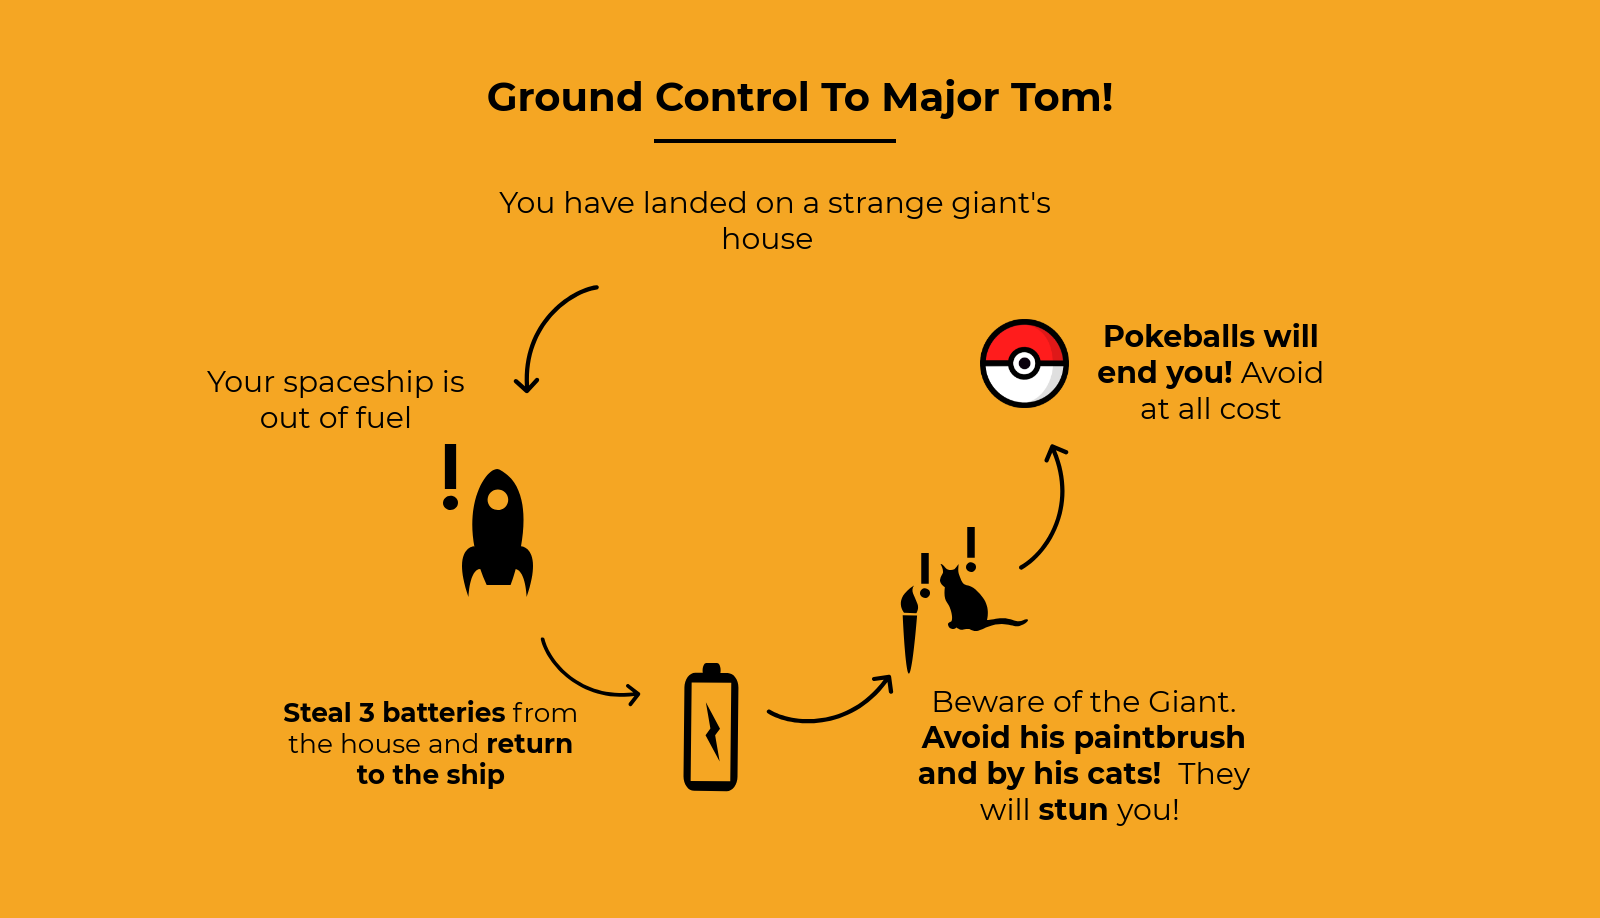 Ground Control To Major Tom!
You have landed on a strange giant's
house
Your spaceship is
out of fuel
!
Steal 3 batteries from
the house and return
to the ship
! !
Beware of the Giant.
Avoid his paintbrush
and by his cats! They
will stun you!
Pokeballs will
end you! Avoid
at all cost